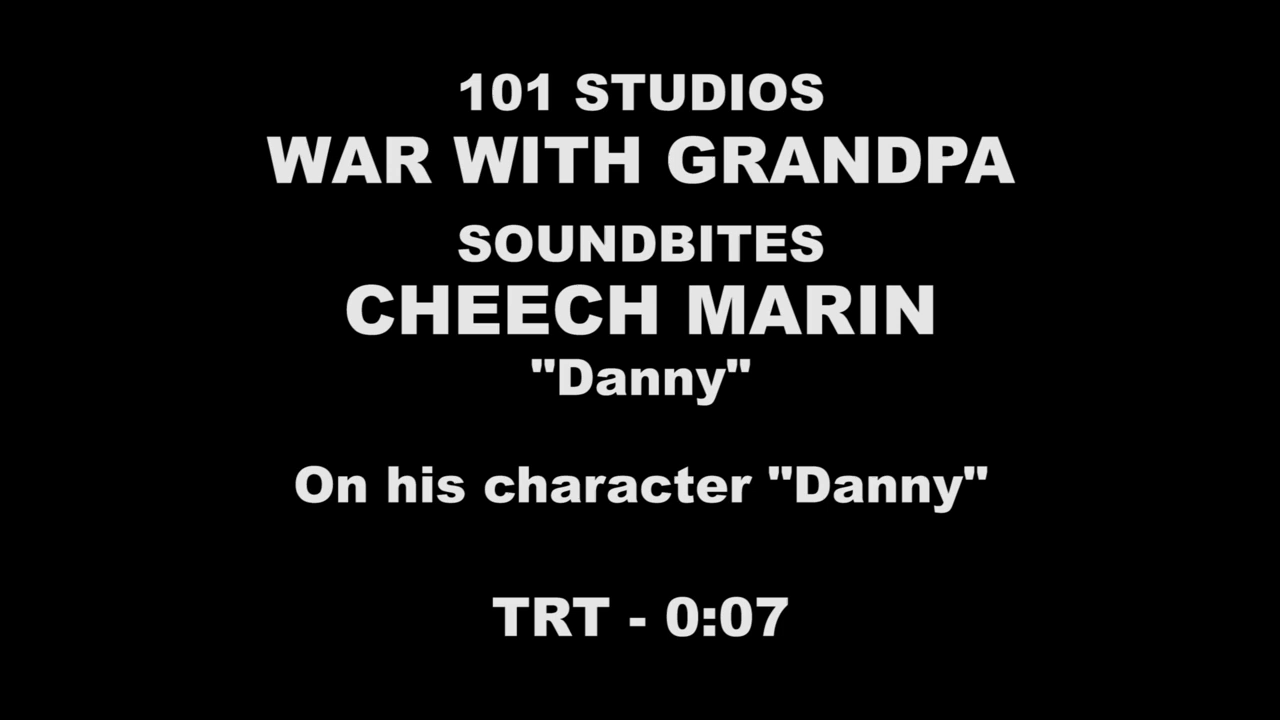 101 STUDIOS
WAR WITH GRANDPA
SOUNDBITES
CHEECH MARIN
"Danny"
On his character "Danny"
TRT - 0:07